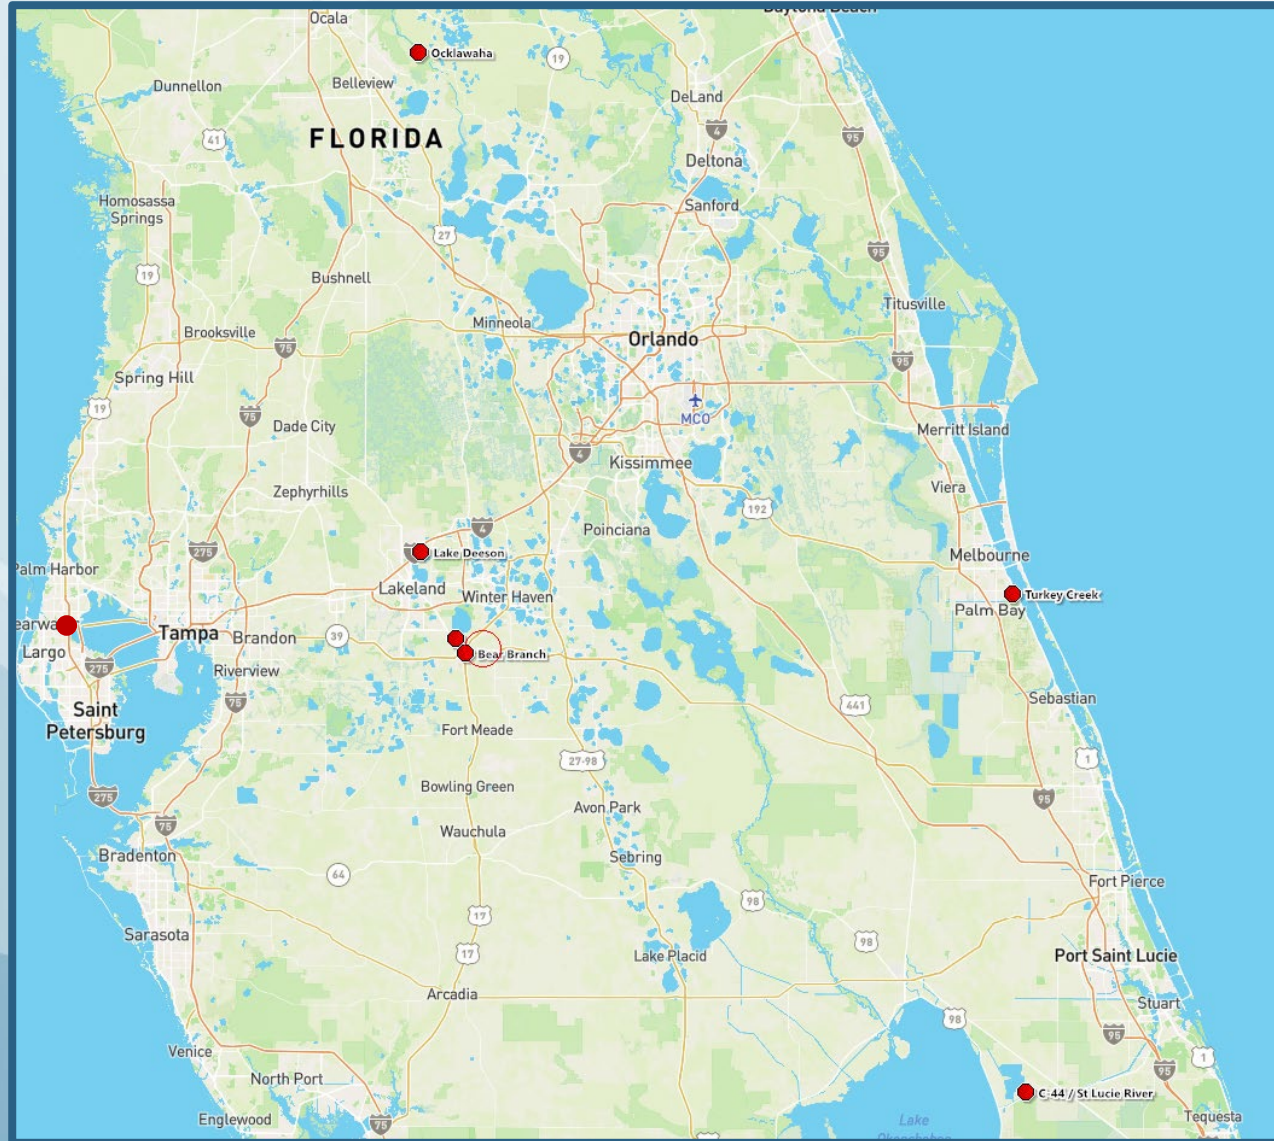 Ocala
Daytona Beach
Ocklawaha
19
Dunnellon
Belleview
DeLand
41
FLORIDA
4
95
Deltona
Homosassa
Springs
Sanford
27
95
19
Bushnell
Titusville
Minneola
Brooksville
75
Orlando
95
Spring Hill
19
75
MCO
Dade City
Merritt Island
4
Kissimmee
Zephyrhills
Viera
192
4
Poinciana
275
Lake Deeson
Melbourne
Palm Harbor
Lakeland
Winter Haven
Turkey Creek
Palm Bay
earwa
Tampa
Brandon
39
Largo
275
Bear Branch
Riverview
75
Sebastian
441
Saint
Petersburg
Fort Meade
27-98
1
Bowling Green
275
95
Avon Park
75
Wauchula
Bradenton
Sebring
64
Fort Pierce
98
17
Sarasota
98
17
Lake Placid
Port Saint Lucie
Arcadia
Stuart
98
95
Venice
1
95
North Port
C-44 / St Lucie River
Englewood
75
Lake
Okeechobee
Tequesta